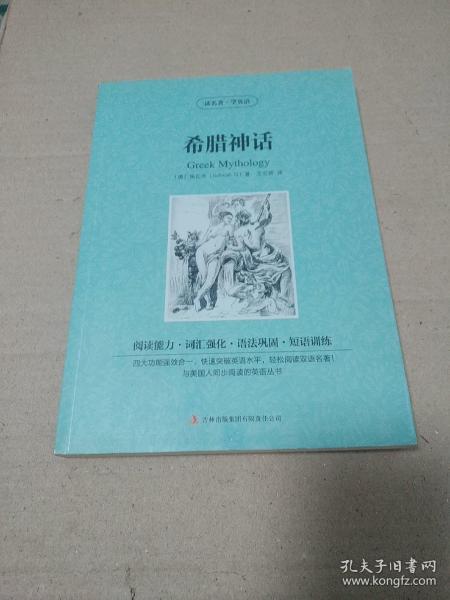 读名著·学英语
希腊神话
Greek Mythology
(Schwab G) 著
阅读能力·词汇强化·语法巩固·短语训练
四大功能强效合一,快速突破英语水平,轻松阅读双语名著!
与美国人同步阅读的英语丛书
吉林出版集团有限责任公司
孔夫子旧书网
www.kongfz.com